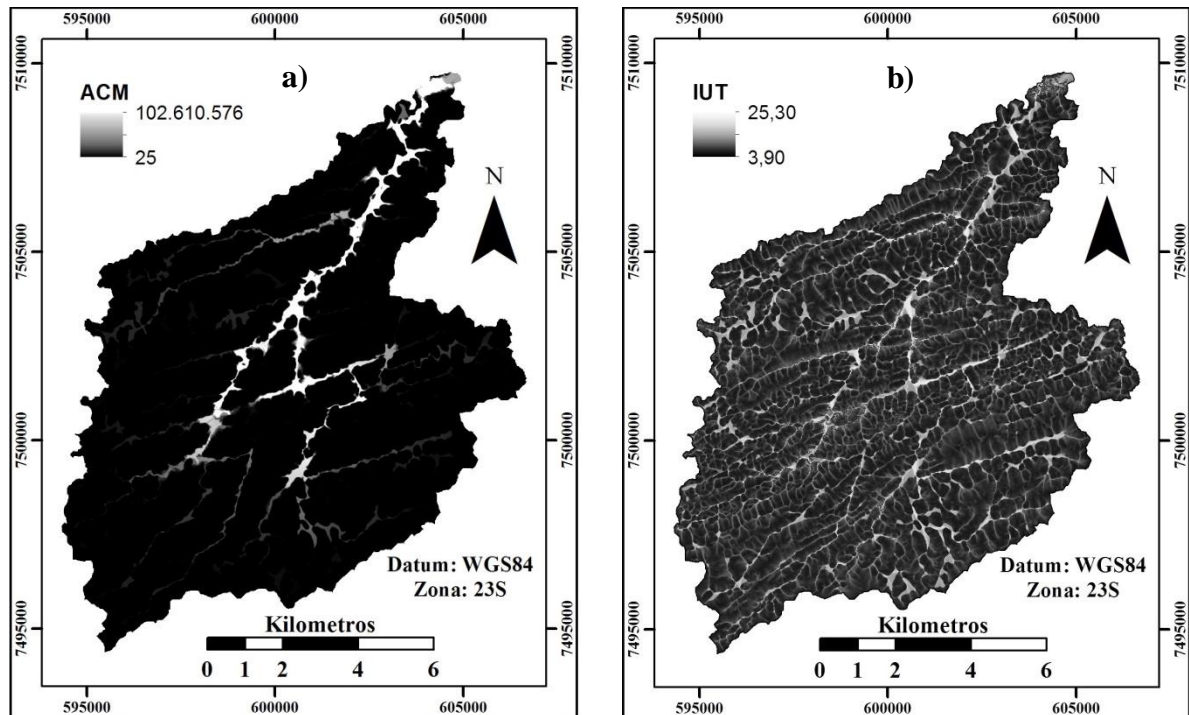 595000 600000 605000
a)
ACM
102.610.576
25
N
7510000
7505000
7500000
7495000
7510000
7505000
7500000
7495000
Datum: WGS84
Zona: 23S
Kilometros
0 1 2 4 6
595000 600000 605000
595000 600000 605000
b)
IUT
25,30
3,90
N
7510000
7505000
7500000
7495000
7510000
7505000
7500000
7495000
Datum: WGS84
Zona: 23S
Kilometros
0 1 2 4 6
595000 600000 605000